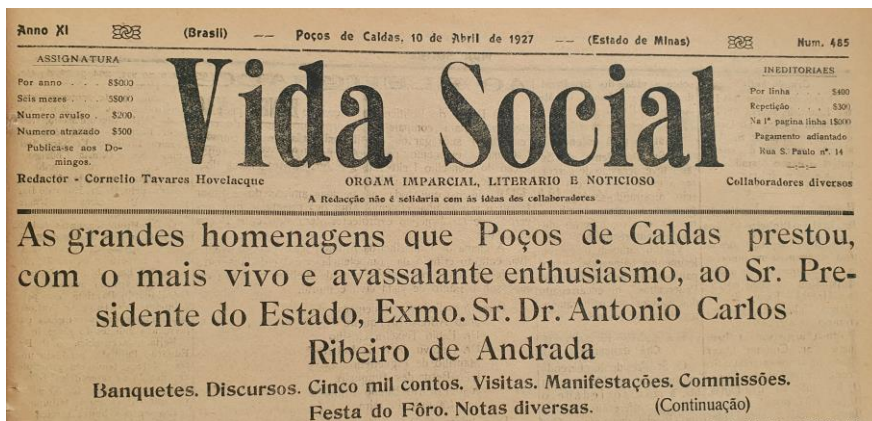 Anno XI (Brasil) —— Poços de Caldas, 10 de Abril de 1927 —— (Estado de Minas) Num. 485
ASSIGNATURA
Por anno . . . 8$000
Seis mezes . . . 5$000
Numero avulso . $200.
Numero atrazado $500
Publica-se aos Do-
mingos.
Redactor - Cornelio Tavares Hovelacque
Vida Social
ORGAM IMPARCIAL, LITERARIO E NOTICIOSO
A Redacção não é solidaria com as idéas dos collaboradores
INEDITORIAES
Por linha . $400
Repetição . . $300
Na 1ª pagina linha 1$000
Pagamento adiantado
Rua S. Paulo nº. 14
Collaboradores diversos
As grandes homenagens que Poços de Caldas prestou,
com o mais vivo e avassalante enthusiasmo, ao Sr. Pre-
sidente do Estado, Exmo. Sr. Dr. Antonio Carlos
Ribeiro de Andrada
Banquetes. Discursos. Cinco mil contos. Visitas. Manifestações. Commissões.
Festa do Fôro. Notas diversas. (Continuação)